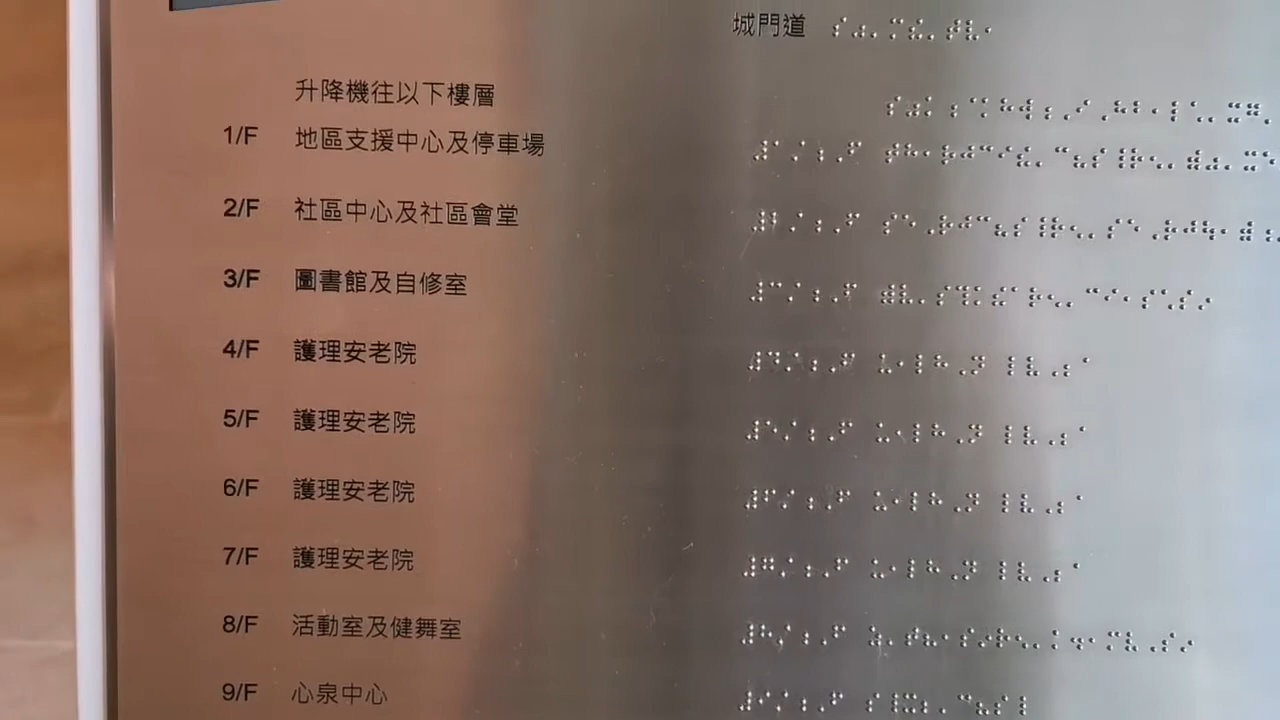 城門道
升降機往以下樓層
1/F 地區支援中心及停車場
2/F 社區中心及社區會堂
3/F 圖書館及自修室
4/F 護理安老院
5/F 護理安老院
6/F 護理安老院
7/F 護理安老院
8/F 活動室及健舞室
9/F 心泉中心